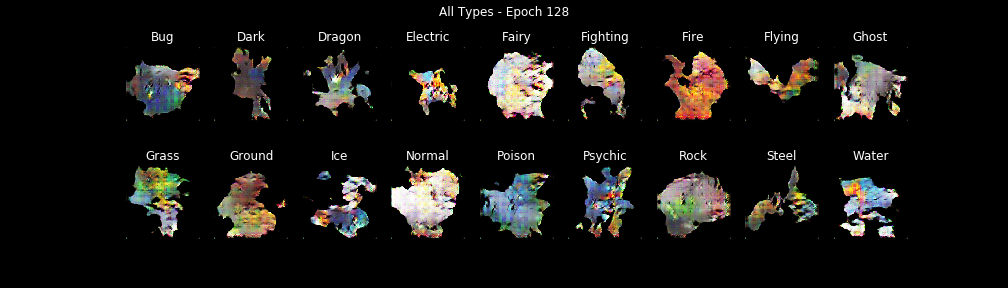 All Types - Epoch 128
Bug Dark Dragon Electric Fairy Fighting Fire Flying Ghost
Grass Ground Ice Normal Poison Psychic Rock Steel Water